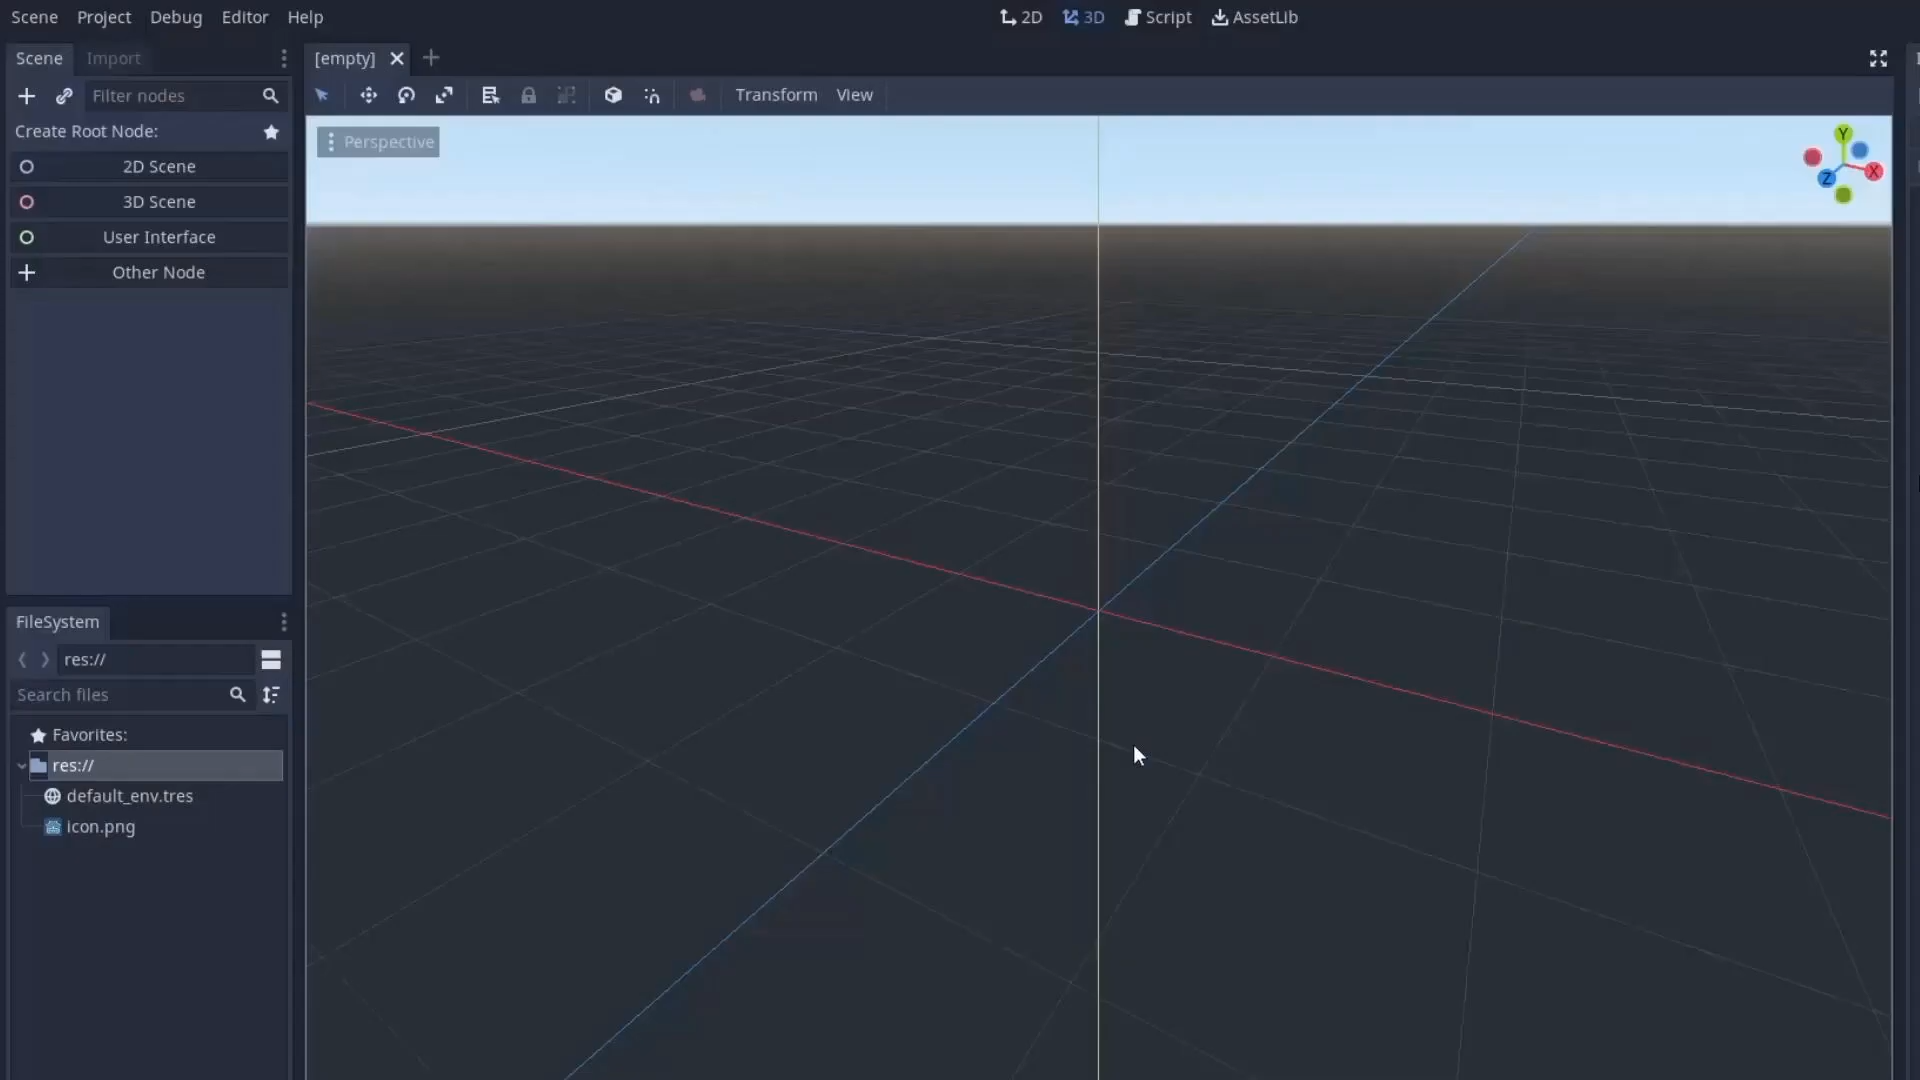 Scene Project Debug Editor Help
2D 3D Script AssetLib
Scene Import
[empty]
Filter nodes
Transform View
Create Root Node:
2D Scene
3D Scene
User Interface
Other Node
Perspective
Y
X
Z
FileSystem
res://
Search files
Favorites:
res://
default_env.tres
icon.png